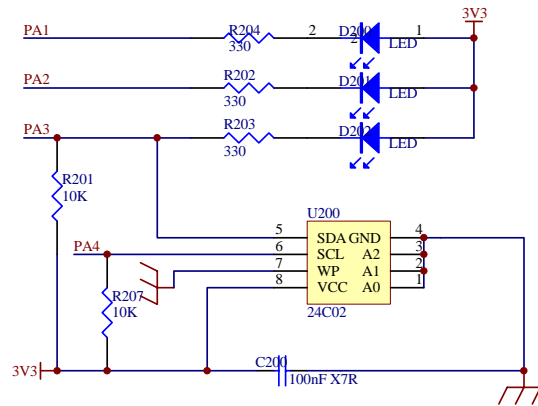 3V3
PA1
R204
330
2
D200
2
1
LED
PA2
R202
330
D201
LED
PA3
R203
330
D202
LED
R201
10K
U200
5
SDA
GND
4
PA4
6
SCL
A2
3
7
WP
A1
2
8
VCC
A0
1
R207
10K
24C02
3V3
C200
100nF X7R